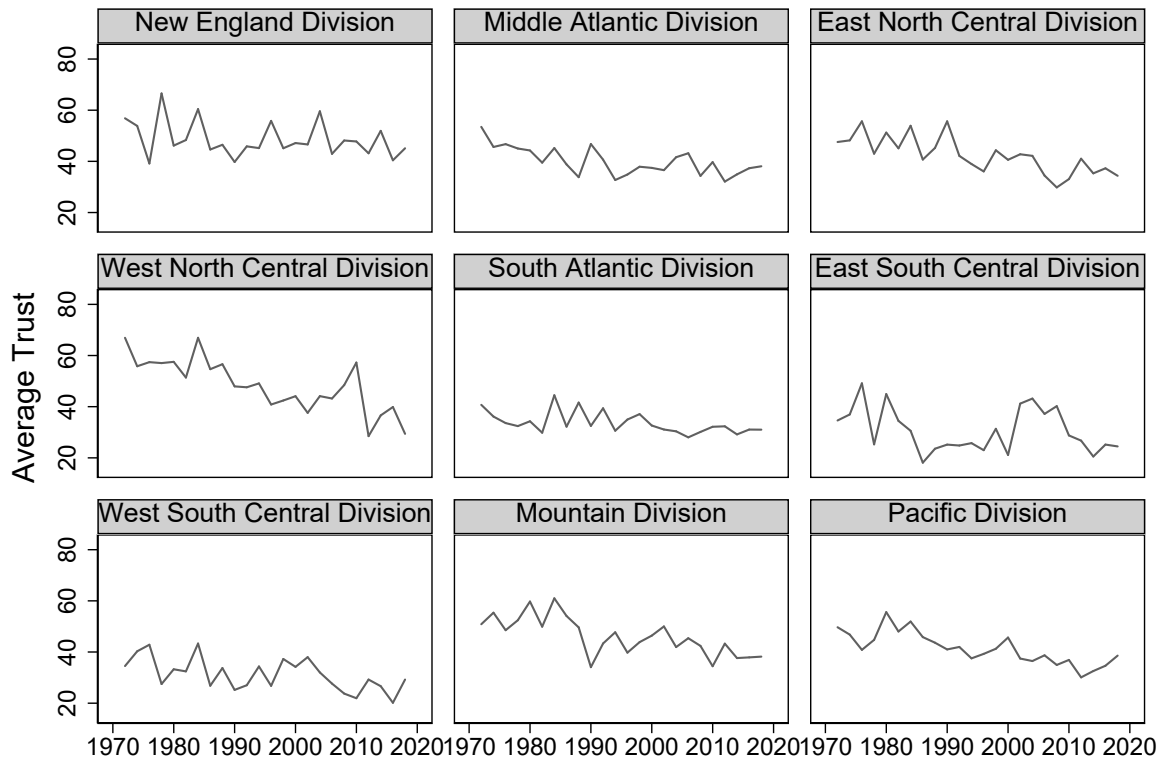 New England Division
Middle Atlantic Division
East North Central Division
80
60
40
20
West North Central Division
South Atlantic Division
East South Central Division
80
60
40
20
Average Trust
West South Central Division
Mountain Division
Pacific Division
80
60
40
20
1970 1980 1990 2000 2010 2020
1970 1980 1990 2000 2010 2020
1970 1980 1990 2000 2010 2020